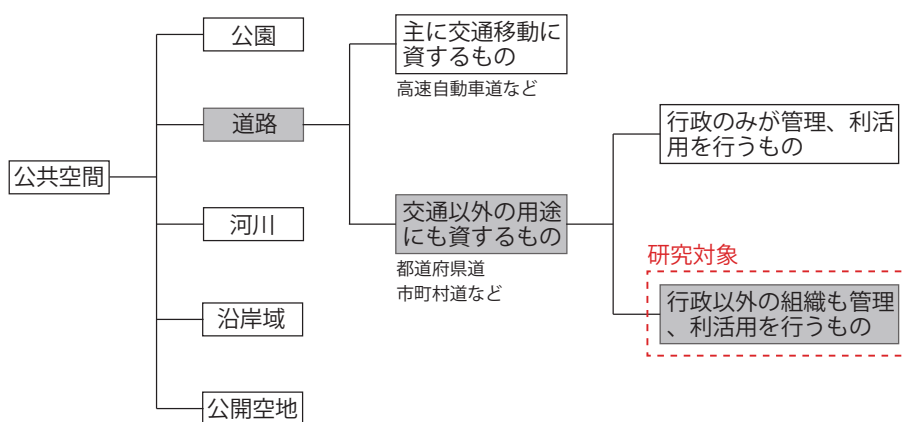 公園
主に交通移動に
資するもの
高速自動車道など
道路
行政のみが管理、利活
用を行うもの
公共空間
交通以外の用途
にも資するもの
都道府県道
市町村道など
河川
研究対象
行政以外の組織も管理
、利活用を行うもの
沿岸域
公開空地